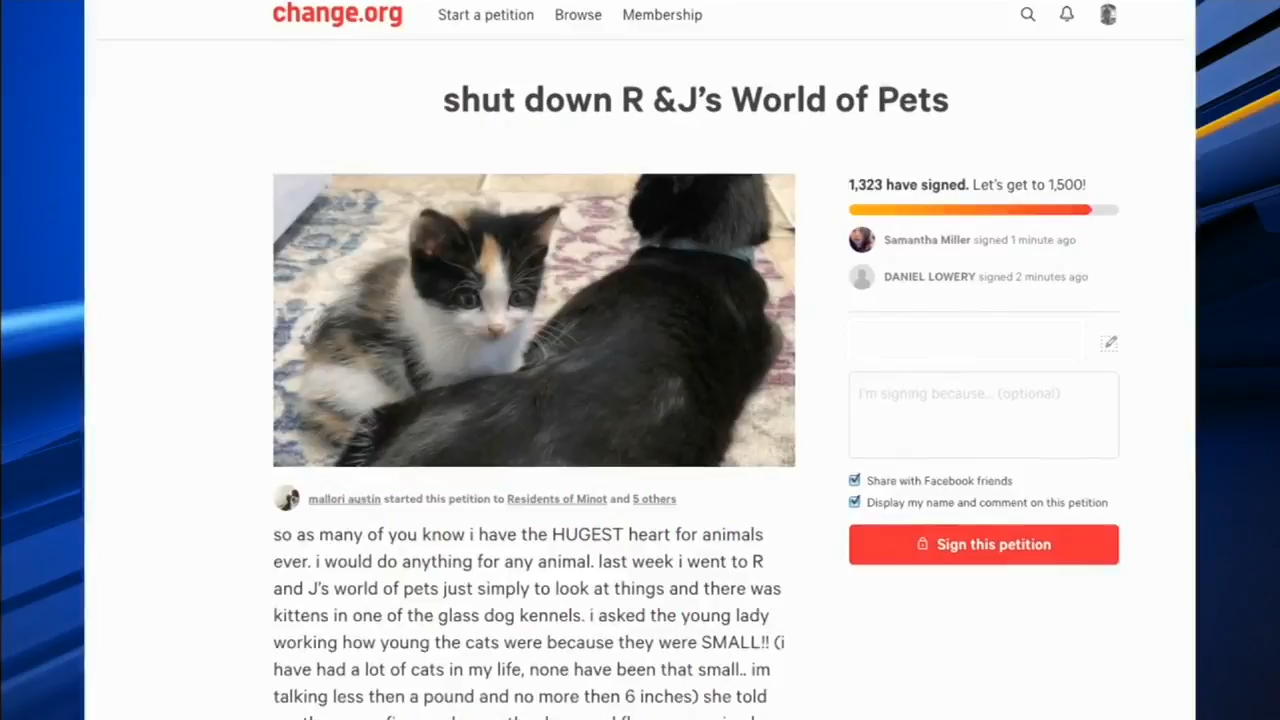 change.org
Start a petition
Browse
Membership
shut down R &J's World of Pets
1,323 have signed. Let's get to 1,500!
Samantha Miller signed 1 minute ago
DANIEL LOWERY signed 2 minutes ago
I'm signing because... (optional)
Share with Facebook friends
Display my name and comment on this petition
Sign this petition
mallori austin started this petition to Residents of Minot and 5 others
so as many of you know i have the HUGEST heart for animals
ever. i would do anything for any animal. last week i went to R
and J's world of pets just simply to look at things and there was
kittens in one of the glass dog kennels. i asked the young lady
working how young the cats were because they were SMALL!! (i
have had a lot of cats in my life, none have been that small.. im
talking less then a pound and no more then 6 inches) she told